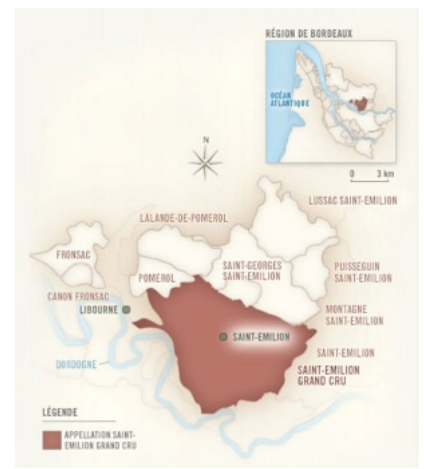 RÉGION DE BORDEAUX
OCÉAN
ATLANTIQUE
0 3 km
N
LUSSAC SAINT-EMILION
LALANDE-DE-POMEROL
FRONSAC
SAINT-GEORGES
SAINT-EMILION
PUISSEGUIN
SAINT-EMILION
POMEROL
CANON FRONSAC
LIBOURNE
MONTAGNE
SAINT-EMILION
SAINT-EMILION
SAINT-EMILION
DORDOGNE
SAINT-EMILION
GRAND CRU
LÉGENDE
APPELLATION SAINT-
EMILION GRAND CRU